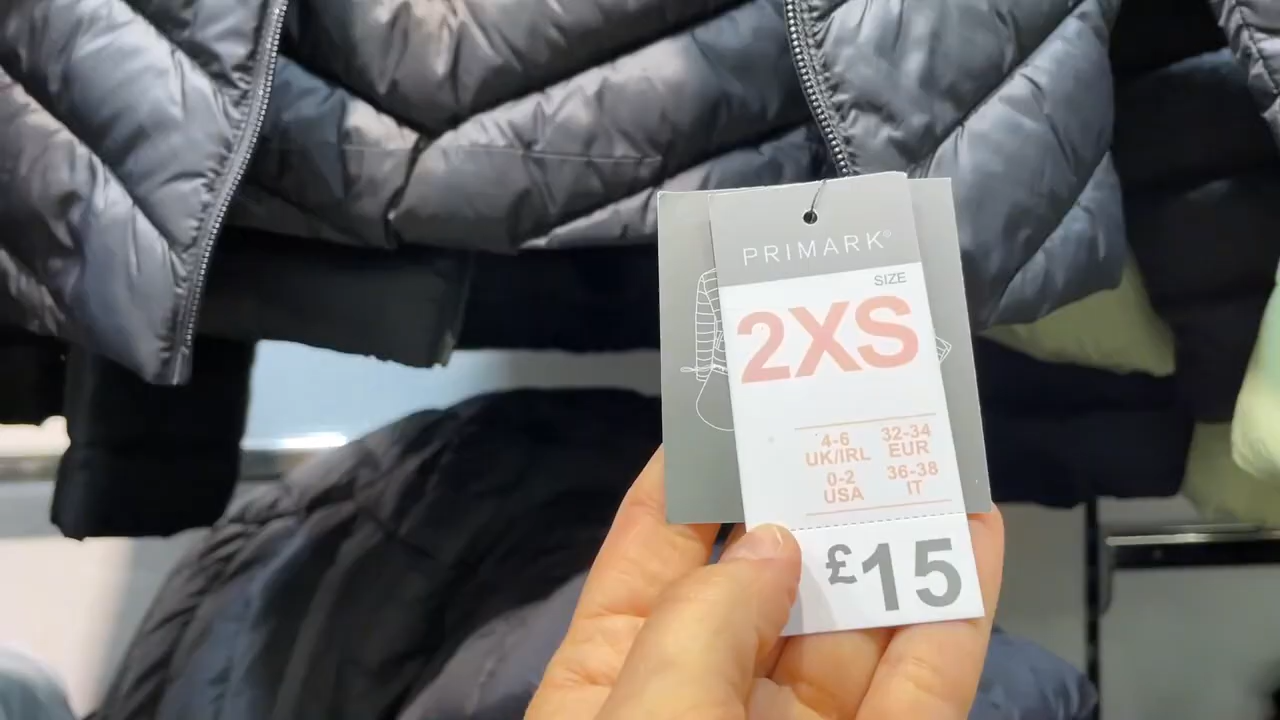 PRIMARK®
SIZE
2XS
4-6 32-34
UK/IRL EUR
0-2 36-38
USA IT
£15